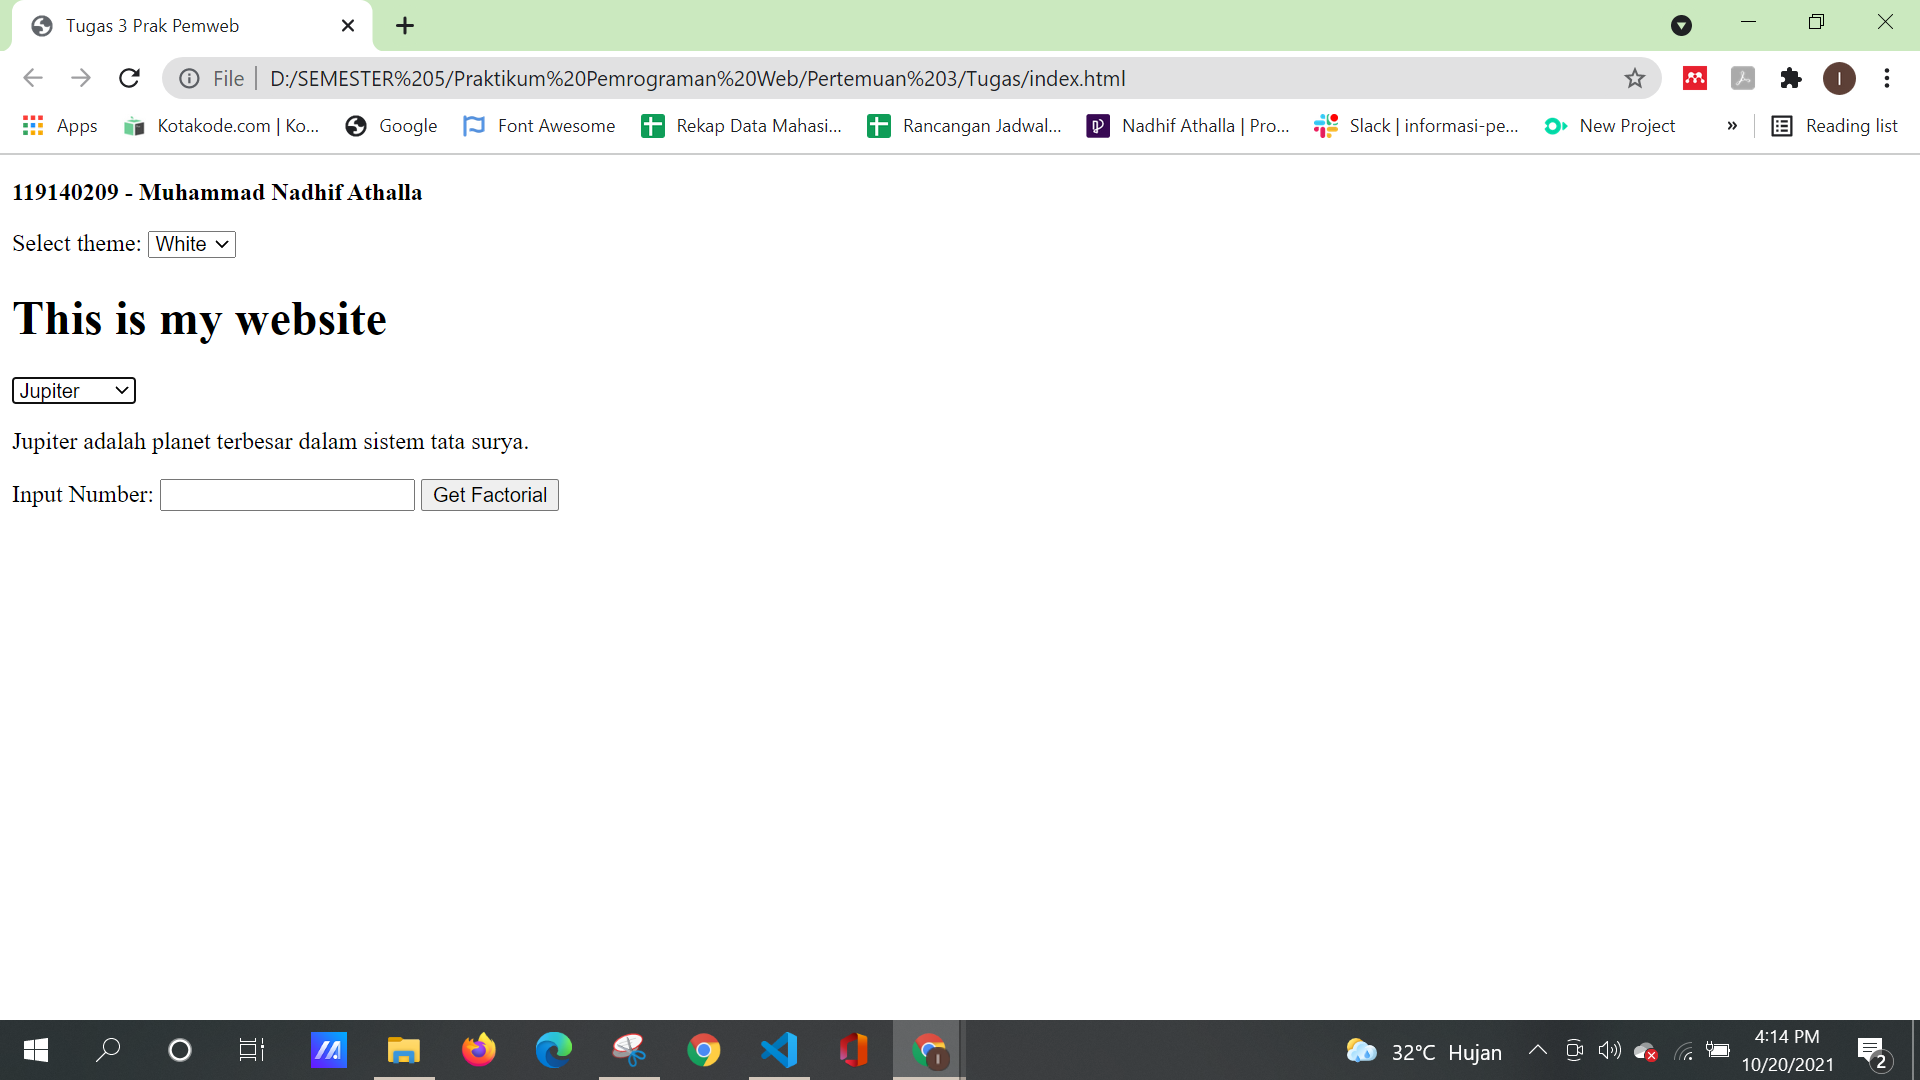 Tugas 3 Prak Pemweb
File | D:/SEMESTER%205/Praktikum%20Pemrograman%20Web/Pertemuan%203/Tugas/index.html
I
Apps Kotakode.com | Ko... Google Font Awesome Rekap Data Mahasi... Rancangan Jadwal... Nadhif Athalla | Pro... Slack | informasi-pe... New Project » Reading list
119140209 - Muhammad Nadhif Athalla
Select theme: White
This is my website
Jupiter
Jupiter adalah planet terbesar dalam sistem tata surya.
Input Number: Get Factorial
32°C Hujan
4:14 PM
10/20/2021
2